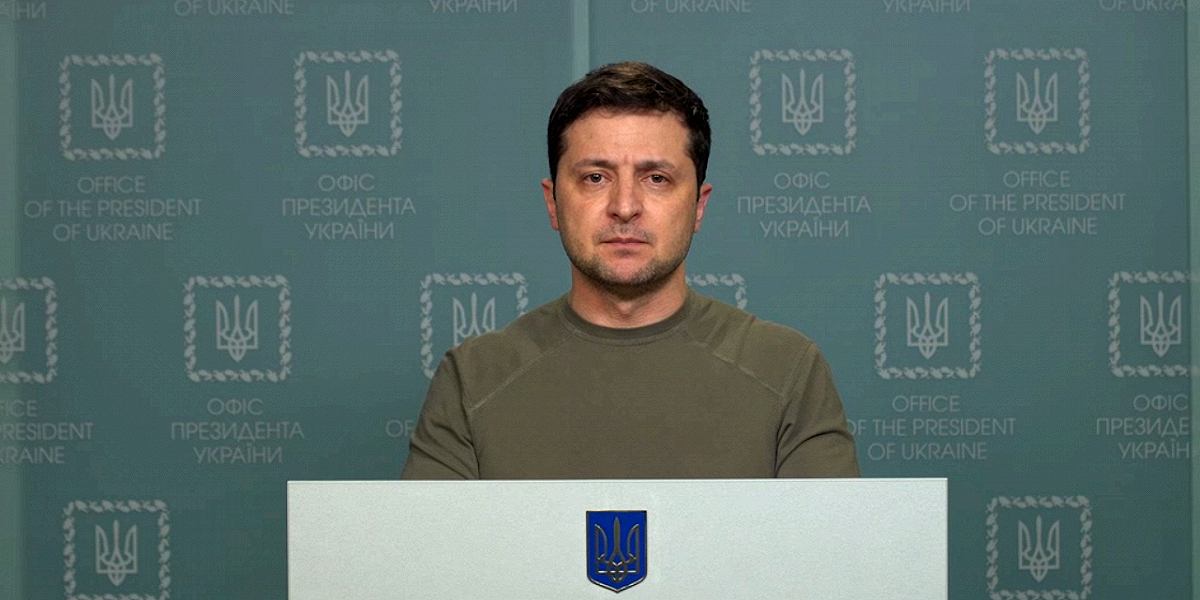 УКРАЇНИ
OF UKRAINE
УКРАЇНИ
OF UKRAINE
УКРАЇНИ
OFFICE
OF THE PRESIDENT
OF UKRAINE
ОФІС
ПРЕЗИДЕНТА
УКРАЇНИ
ОФІС
ПРЕЗИДЕНТА
УКРАЇНИ
OFFICE
OF THE PRESIDENT
OF UKRAINE
ОФІС
ПРЕЗИДЕНТА
УКРАЇНИ
OFFICE
OF THE PRESIDENT
OF UKRAINE
ОФІС